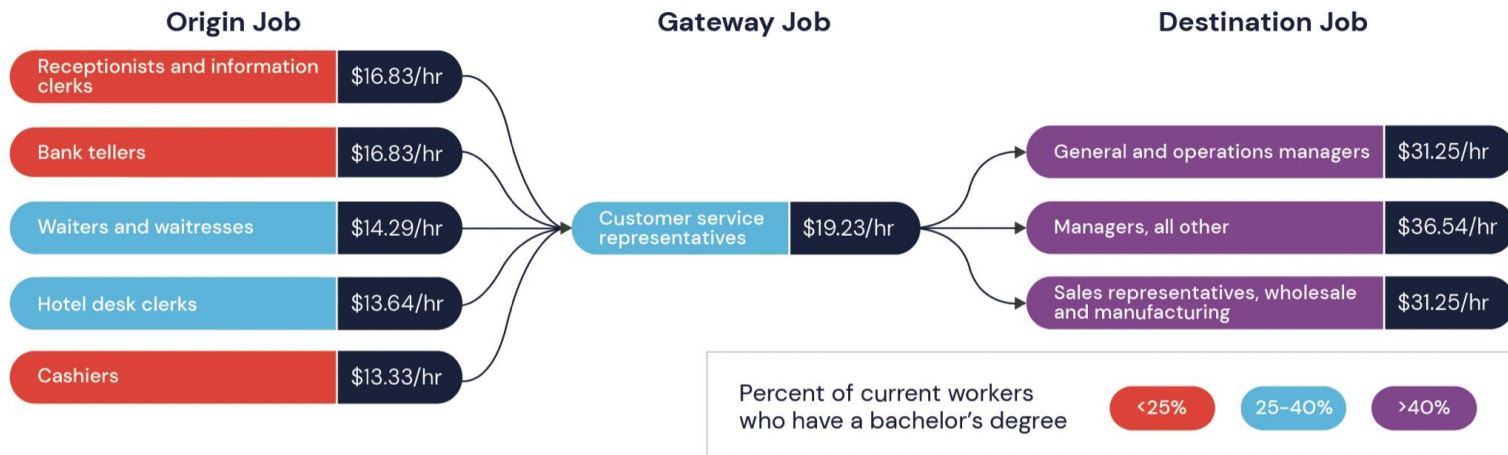 Origin Job
Gateway Job
Destination Job
Receptionists and information
clerks
$16.83/hr
Bank tellers
$16.83/hr
Waiters and waitresses
$14.29/hr
Hotel desk clerks
$13.64/hr
Cashiers
$13.33/hr
Customer service
representatives
$19.23/hr
General and operations managers
$31.25/hr
Managers, all other
$36.54/hr
Sales representatives, wholesale
and manufacturing
$31.25/hr
Percent of current workers
who have a bachelor’s degree
<25%
25-40%
>40%